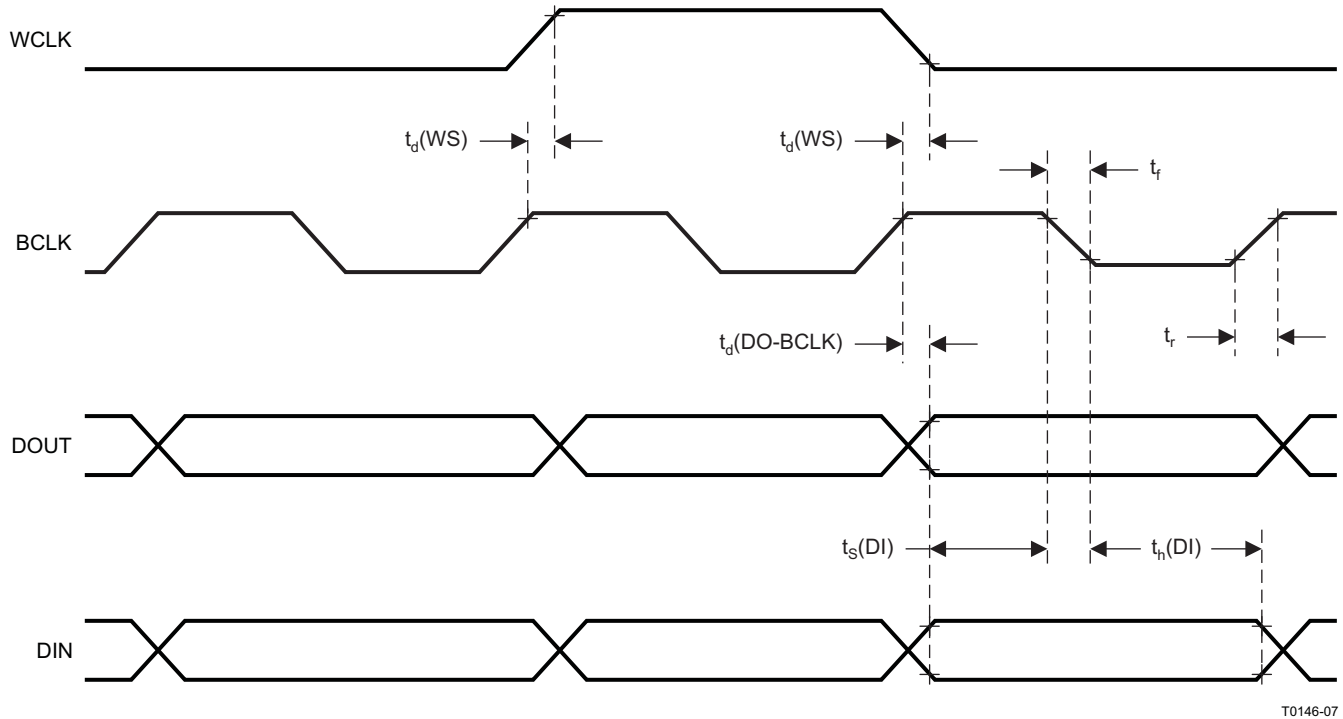 WCLK
t_d(WS) t_d(WS)
t_f
BCLK
t_d(DO-BCLK) t_r
DOUT
t_S(DI) t_h(DI)
DIN
T0146-07